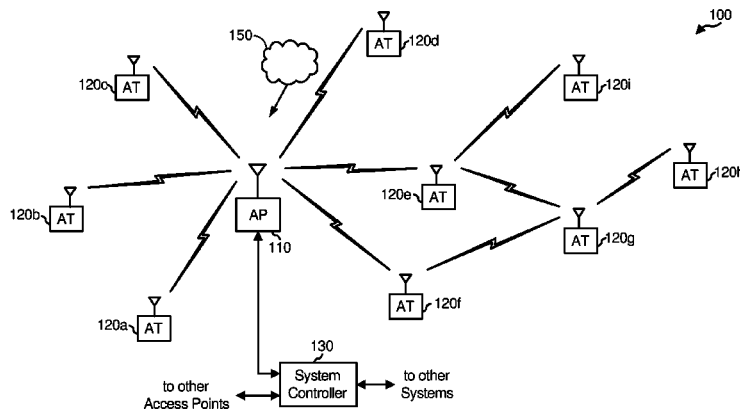 100
150
AT
120d
120c
AT
AT
120i
120b
AT
AP
110
120e
AT
AT
120h
AT
120g
120a
AT
AT
120f
130
System
Controller
to other
Access Points
to other
Systems